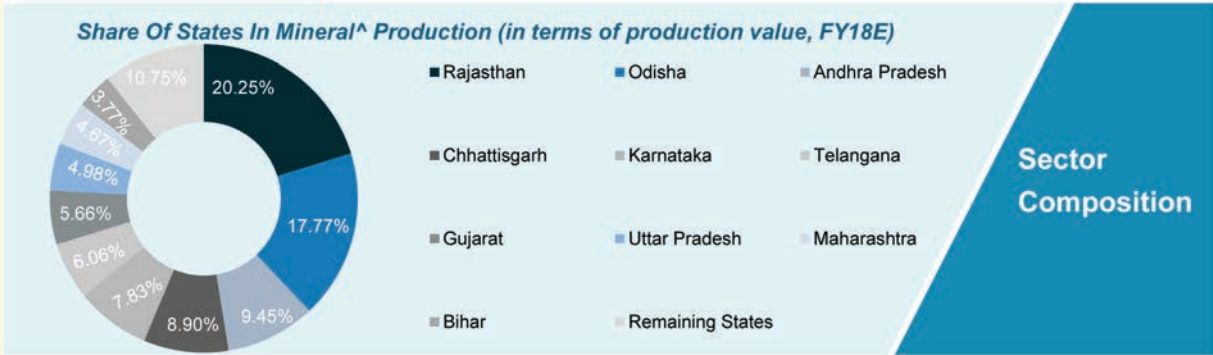 Share Of States In Mineral^ Production (in terms of production value, FY18E)
20.25%
17.77%
9.45%
8.90%
7.83%
6.06%
5.66%
4.98%
4.67%
3.77%
10.75%
Rajasthan
Odisha
Andhra Pradesh
Chhattisgarh
Karnataka
Telangana
Gujarat
Uttar Pradesh
Maharashtra
Bihar
Remaining States
Sector
Composition